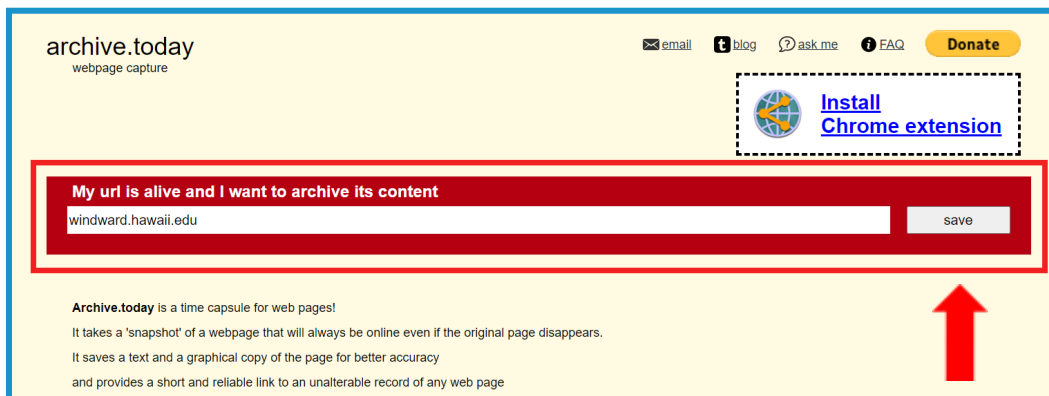 archive.today
webpage capture
email
blog
ask me
FAQ
Donate
Install
Chrome extension
My url is alive and I want to archive its content
windward.hawaii.edu
save
Archive.today is a time capsule for web pages!
It takes a 'snapshot' of a webpage that will always be online even if the original page disappears.
It saves a text and a graphical copy of the page for better accuracy
and provides a short and reliable link to an unalterable record of any web page